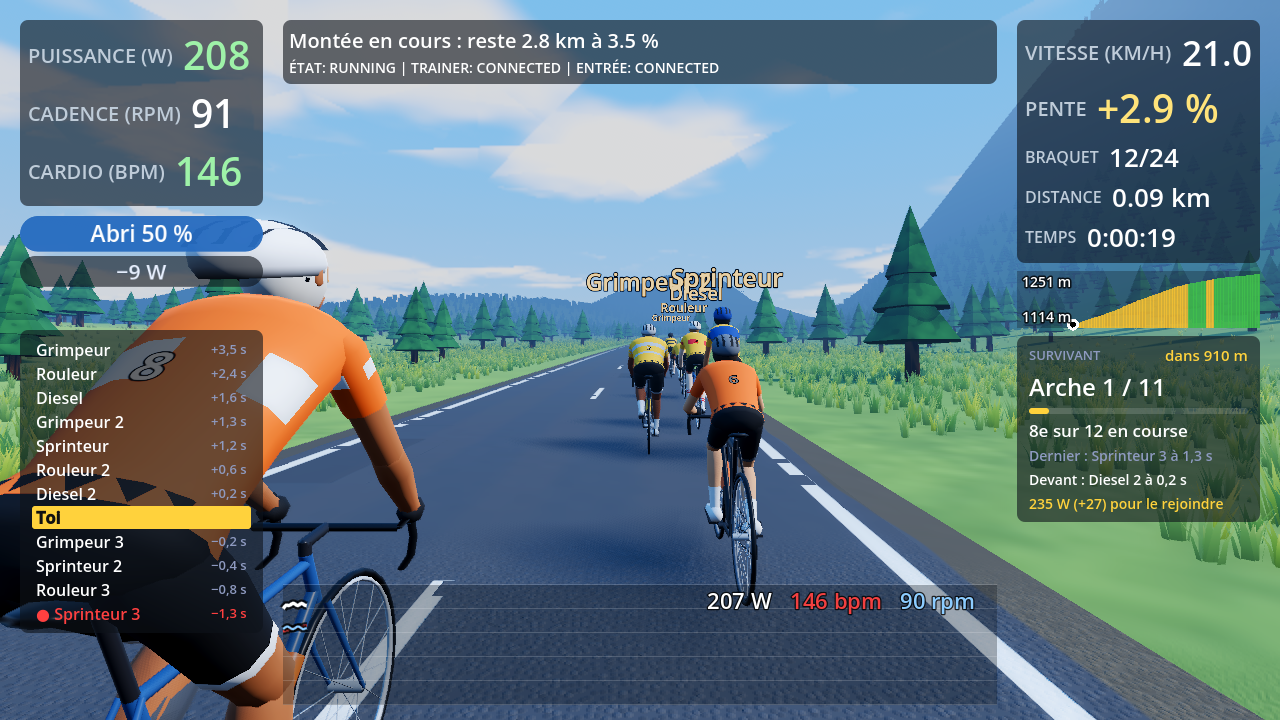 PUISSANCE (W) 208
CADENCE (RPM) 91
CARDIO (BPM) 146
Abri 50 %
−9 W
Montée en cours : reste 2.8 km à 3.5 %
ÉTAT: RUNNING | TRAINER: CONNECTED | ENTRÉE: CONNECTED
VITESSE (KM/H) 21.0
PENTE +2.9 %
BRAQUET 12/24
DISTANCE 0.09 km
TEMPS 0:00:19
1251 m
1114 m
SURVIVANT dans 910 m
Arche 1 / 11
8e sur 12 en course
Dernier : Sprinteur 3 à 1,3 s
Devant : Diesel 2 à 0,2 s
235 W (+27) pour le rejoindre
Grimpeur 2
Sprinteur
Diesel
Rouleur
Grimpeur
8
6
Grimpeur +3,5 s
Rouleur +2,4 s
Diesel +1,6 s
Grimpeur 2 +1,3 s
Sprinteur +1,2 s
Rouleur 2 +0,6 s
Diesel 2 +0,2 s
Toi
Grimpeur 3 −0,2 s
Sprinteur 2 −0,4 s
Rouleur 3 −0,8 s
Sprinteur 3 −1,3 s
207 W 146 bpm 90 rpm